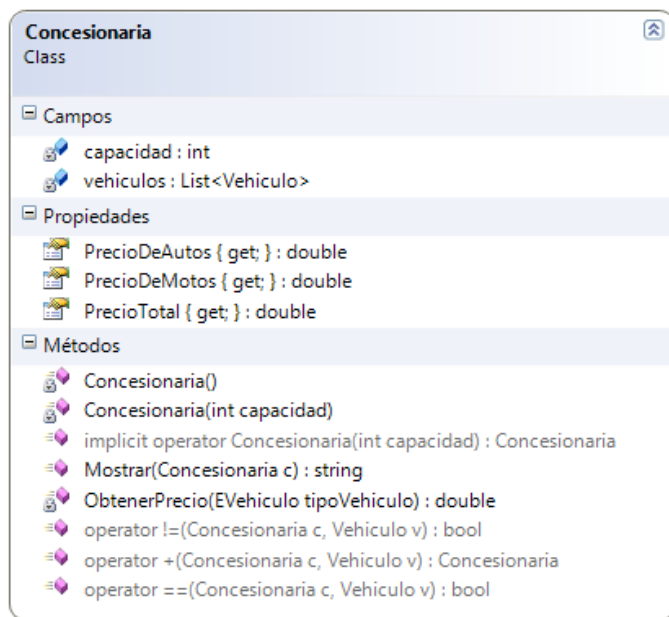 Concesionaria
Class
Campos
capacidad : int
vehiculos : List<Vehiculo>
Propiedades
PrecioDeAutos { get; } : double
PrecioDeMotos { get; } : double
PrecioTotal { get; } : double
Métodos
Concesionaria()
Concesionaria(int capacidad)
implicit operator Concesionaria(int capacidad) : Concesionaria
Mostrar(Concesionaria c) : string
ObtenerPrecio(EVehiculo tipoVehiculo) : double
operator !=(Concesionaria c, Vehiculo v) : bool
operator +(Concesionaria c, Vehiculo v) : Concesionaria
operator ==(Concesionaria c, Vehiculo v) : bool